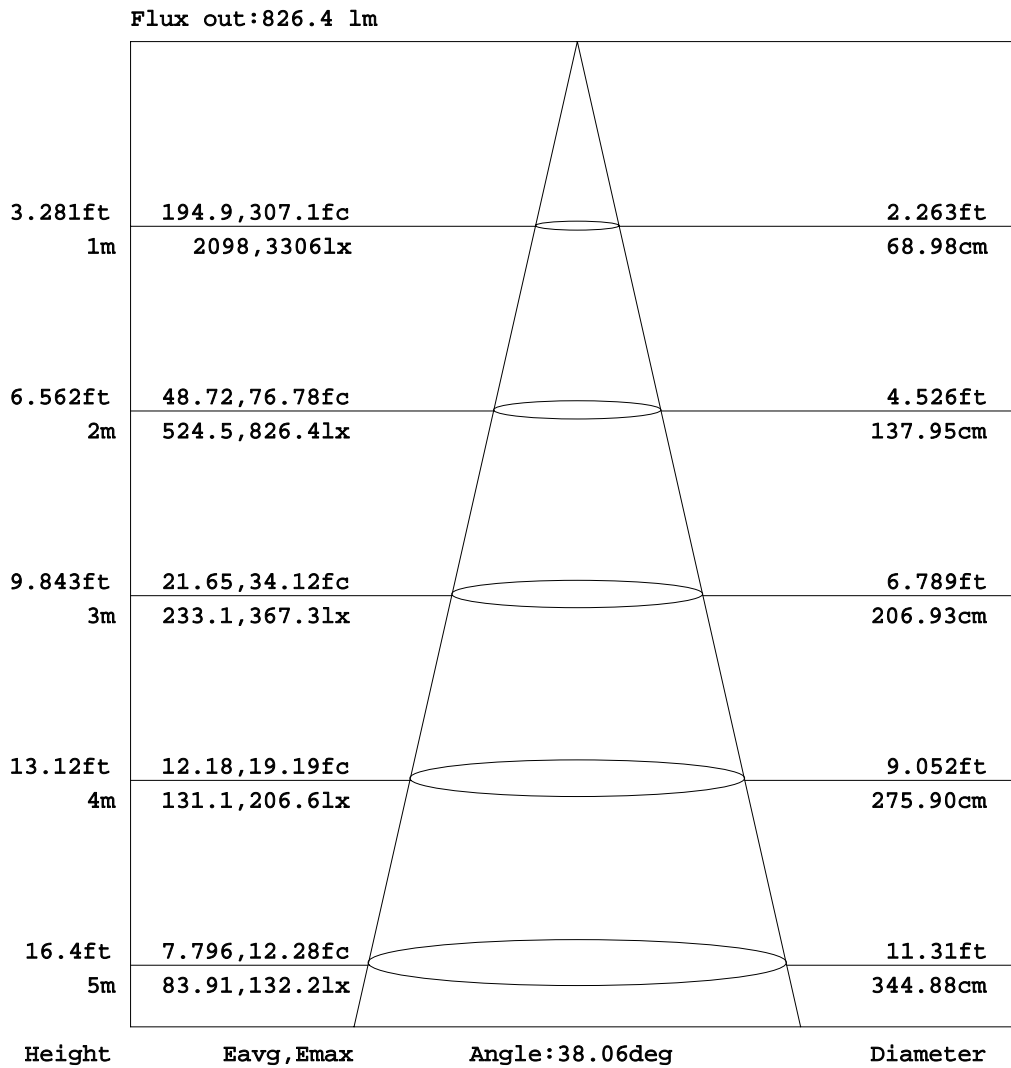 Flux out:826.4 lm
3.281ft 194.9,307.1fc 2.263ft
1m 2098,3306lx 68.98cm
6.562ft 48.72,76.78fc 4.526ft
2m 524.5,826.4lx 137.95cm
9.843ft 21.65,34.12fc 6.789ft
3m 233.1,367.3lx 206.93cm
13.12ft 12.18,19.19fc 9.052ft
4m 131.1,206.6lx 275.90cm
16.4ft 7.796,12.28fc 11.31ft
5m 83.91,132.2lx 344.88cm
Height Eavg,Emax Angle:38.06deg Diameter